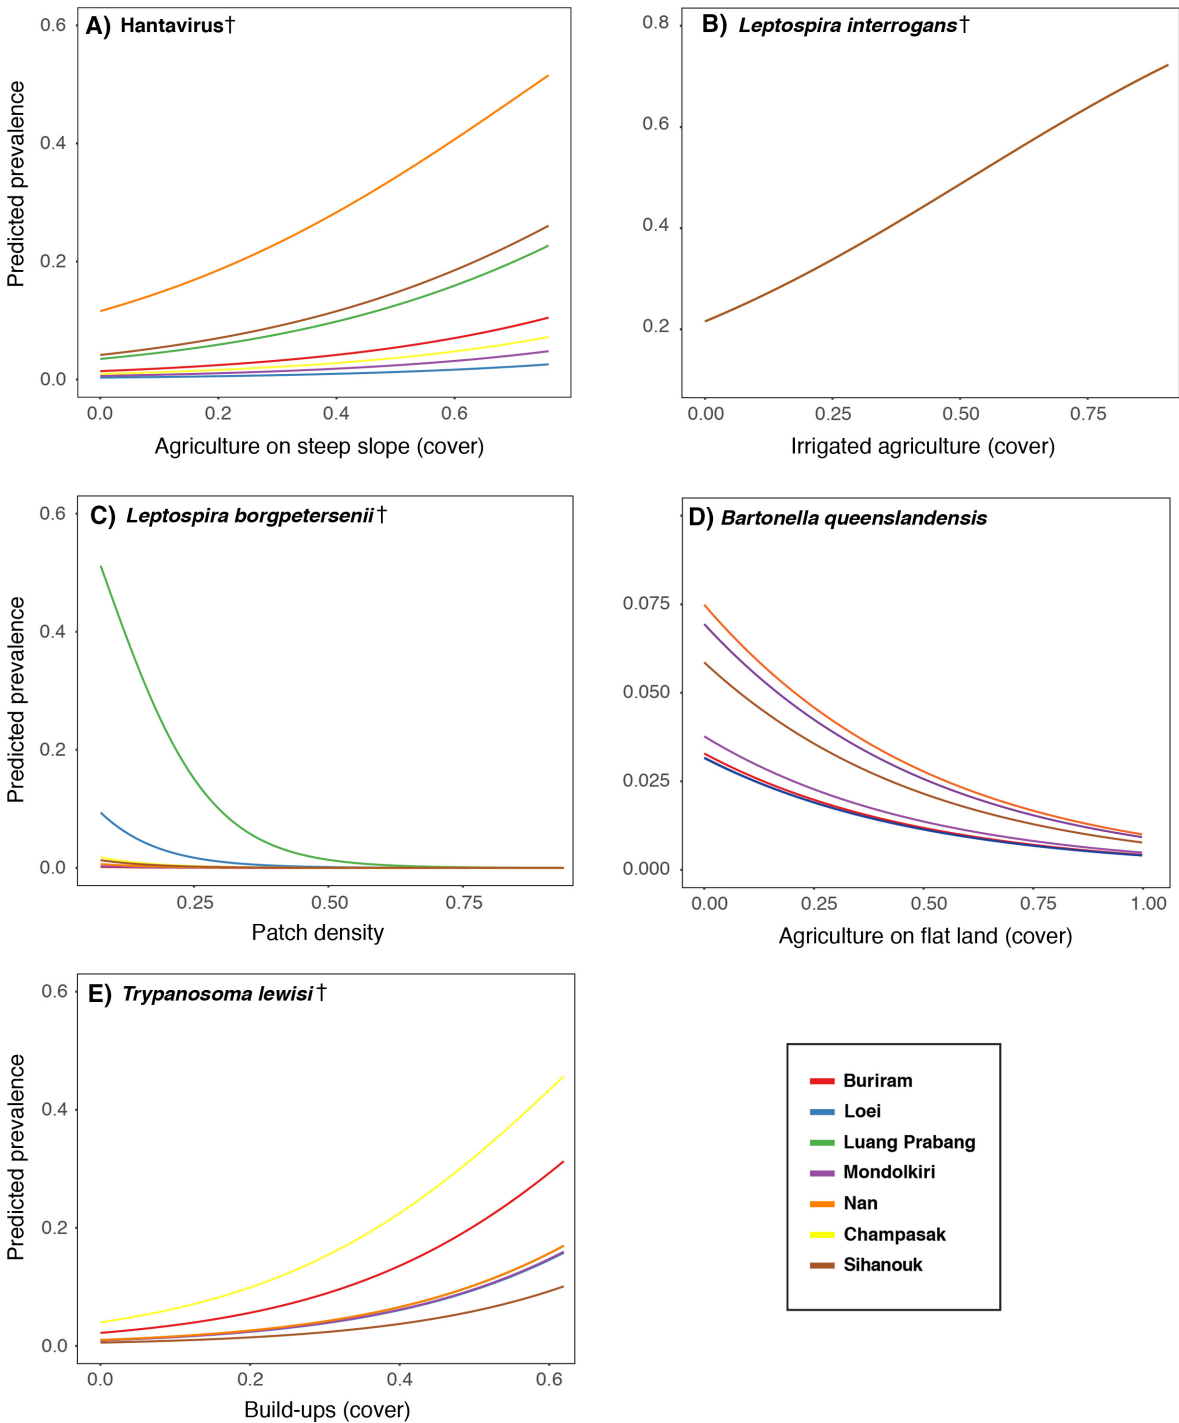 A) Hantavirus†
0.6
0.4
0.2
0.0
Predicted prevalence
0.0 0.2 0.4 0.6
Agriculture on steep slope (cover)
B) Leptospira interrogans†
0.8
0.6
0.4
0.2
0.00 0.25 0.50 0.75
Irrigated agriculture (cover)
C) Leptospira borgpetersenii†
0.6
0.4
0.2
0.0
Predicted prevalence
0.25 0.50 0.75
Patch density
D) Bartonella queenslandensis
0.075
0.050
0.025
0.000
0.00 0.25 0.50 0.75 1.00
Agriculture on flat land (cover)
E) Trypanosoma lewisi†
0.6
0.4
0.2
0.0
Predicted prevalence
0.0 0.2 0.4 0.6
Build-ups (cover)
Buriram
Loei
Luang Prabang
Mondolkiri
Nan
Champasak
Sihanouk